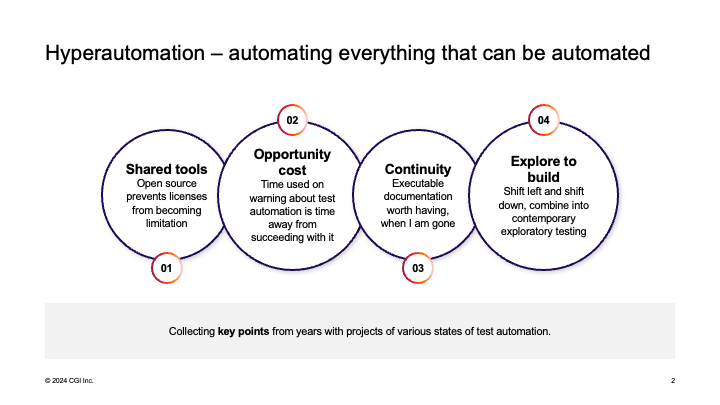 Hyperautomation – automating everything that can be automated
01
Shared tools
Open source
prevents licenses
from becoming
limitation
02
Opportunity
cost
Time used on
warning about test
automation is time
away from
succeeding with it
03
Continuity
Executable
documentation
worth having,
when I am gone
04
Explore to
build
Shift left and shift
down, combine into
contemporary
exploratory testing
Collecting key points from years with projects of various states of test automation.
© 2024 CGI Inc.
2